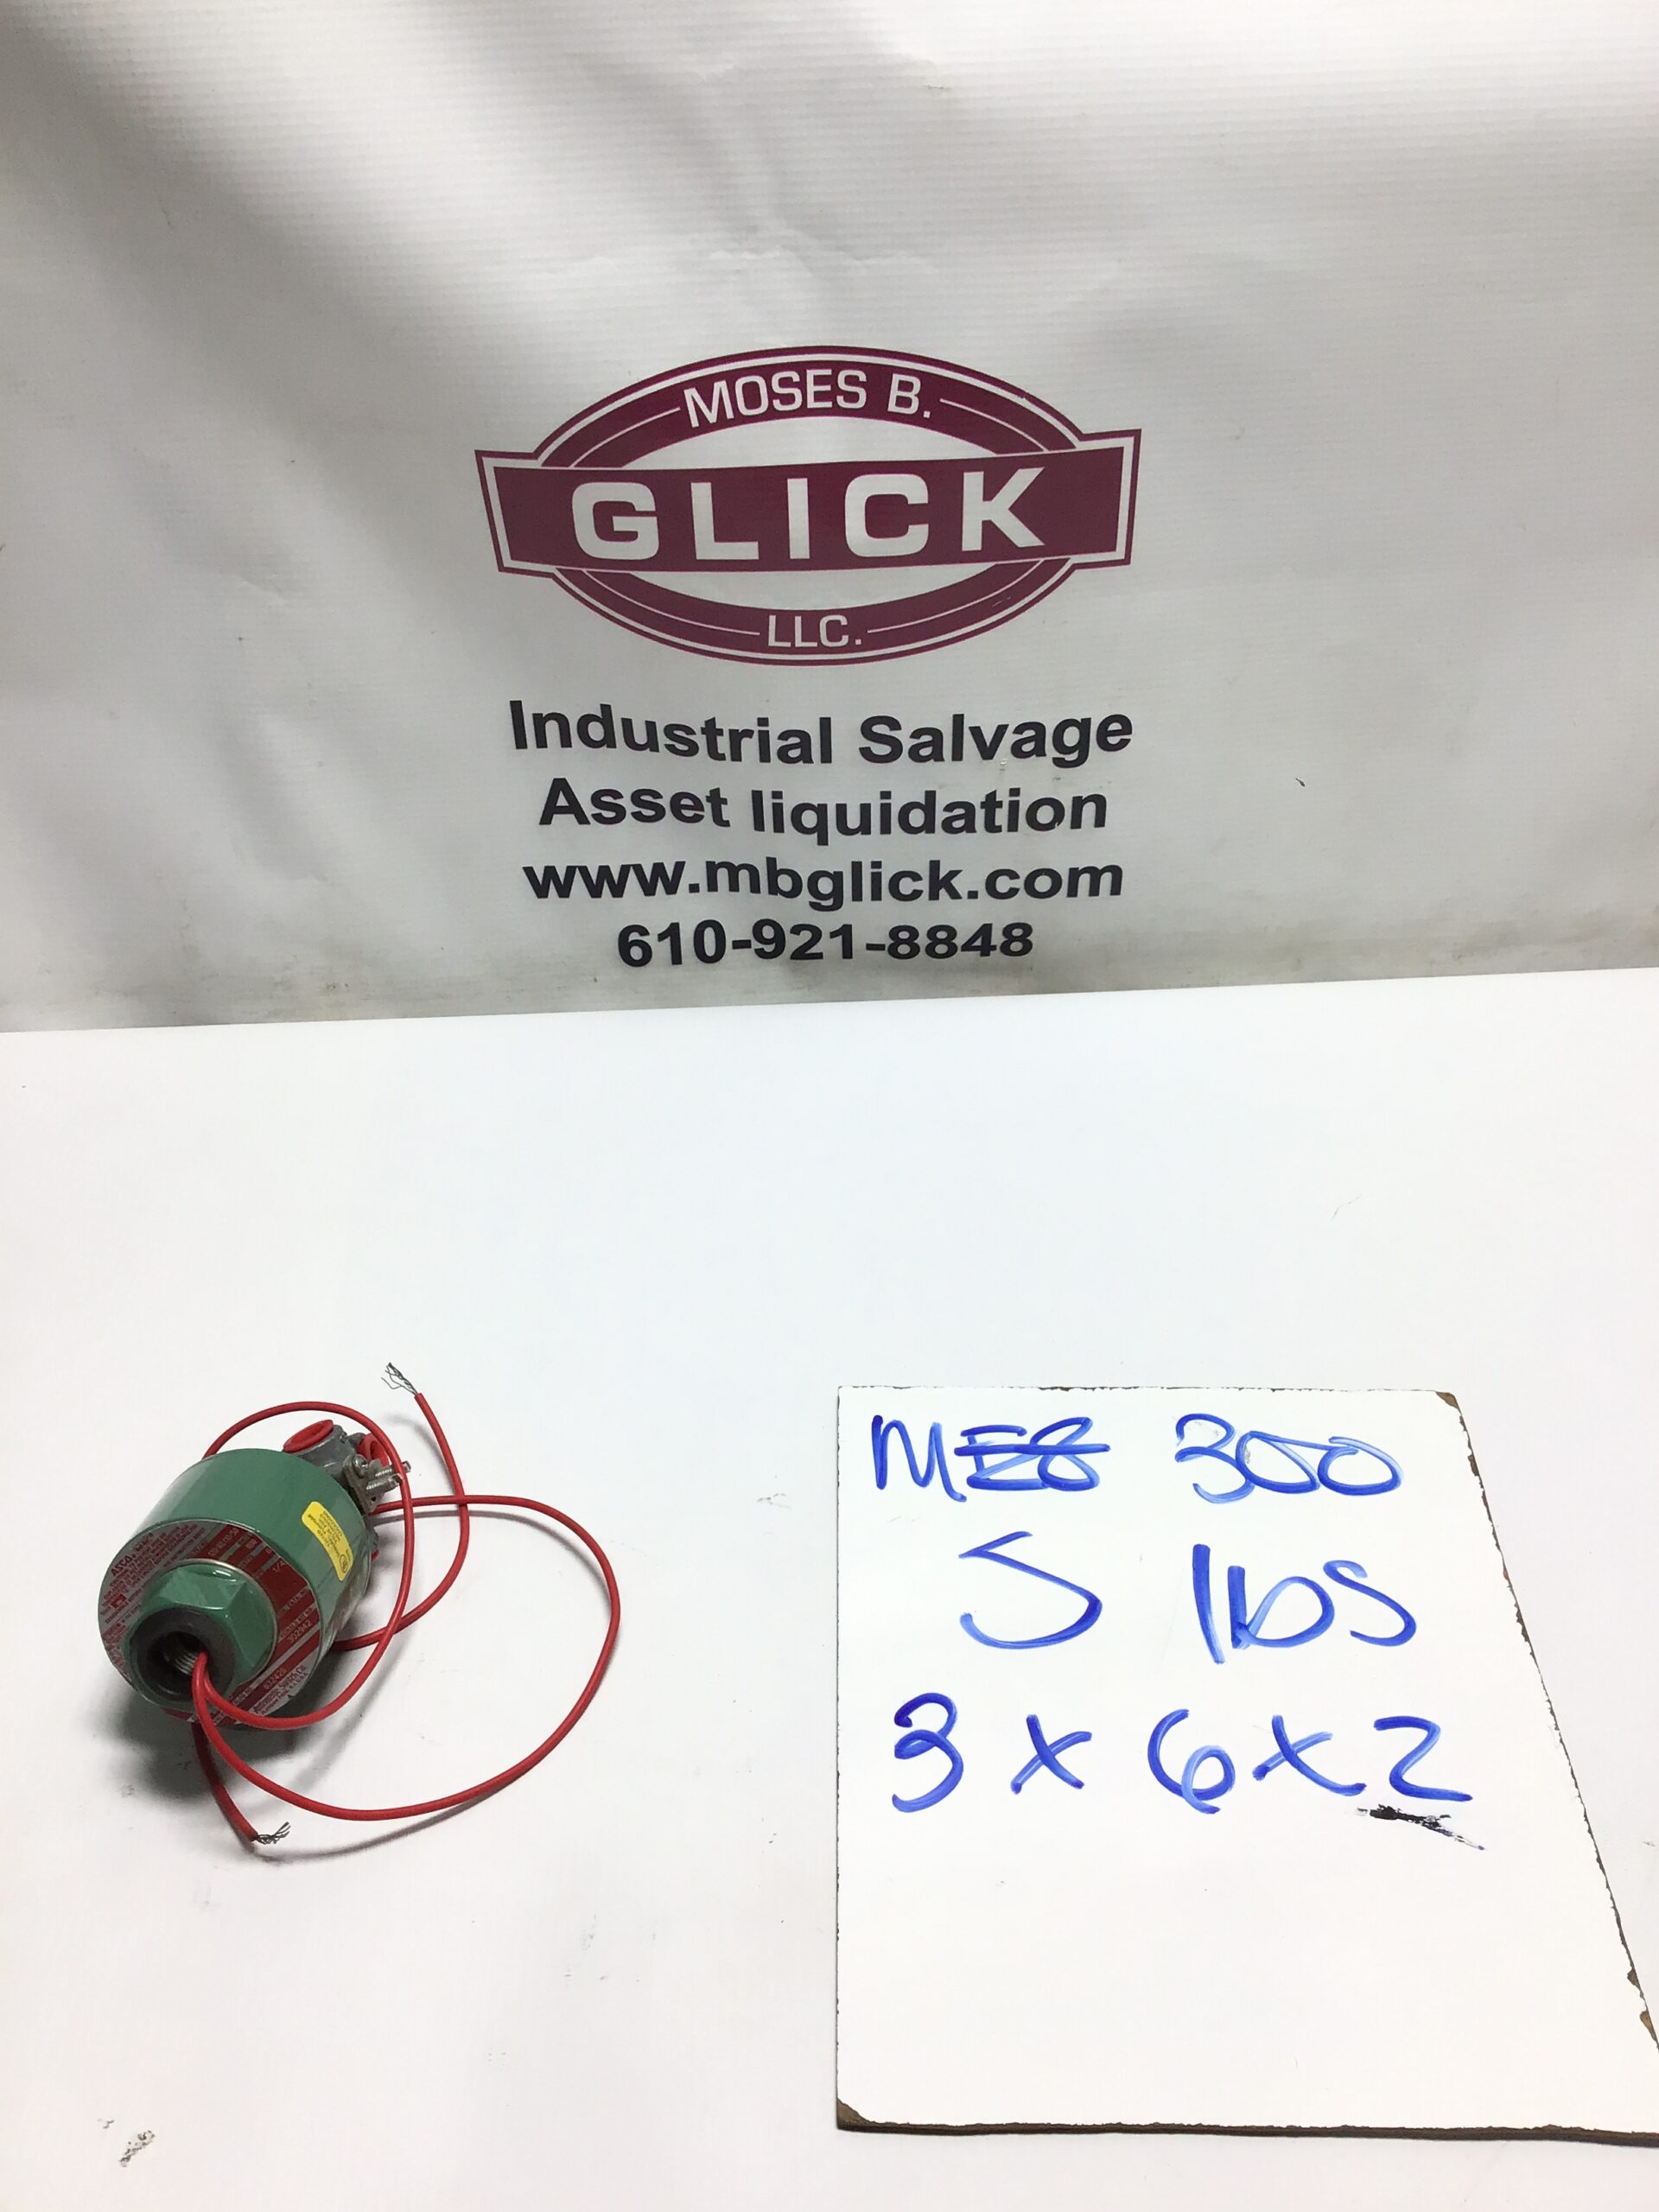 MOSES B.
GLICK
LLC.
Industrial Salvage
Asset liquidation
www.mbglick.com
610-921-8848
300
5 lbs
3 x 6 x 2
ASCO